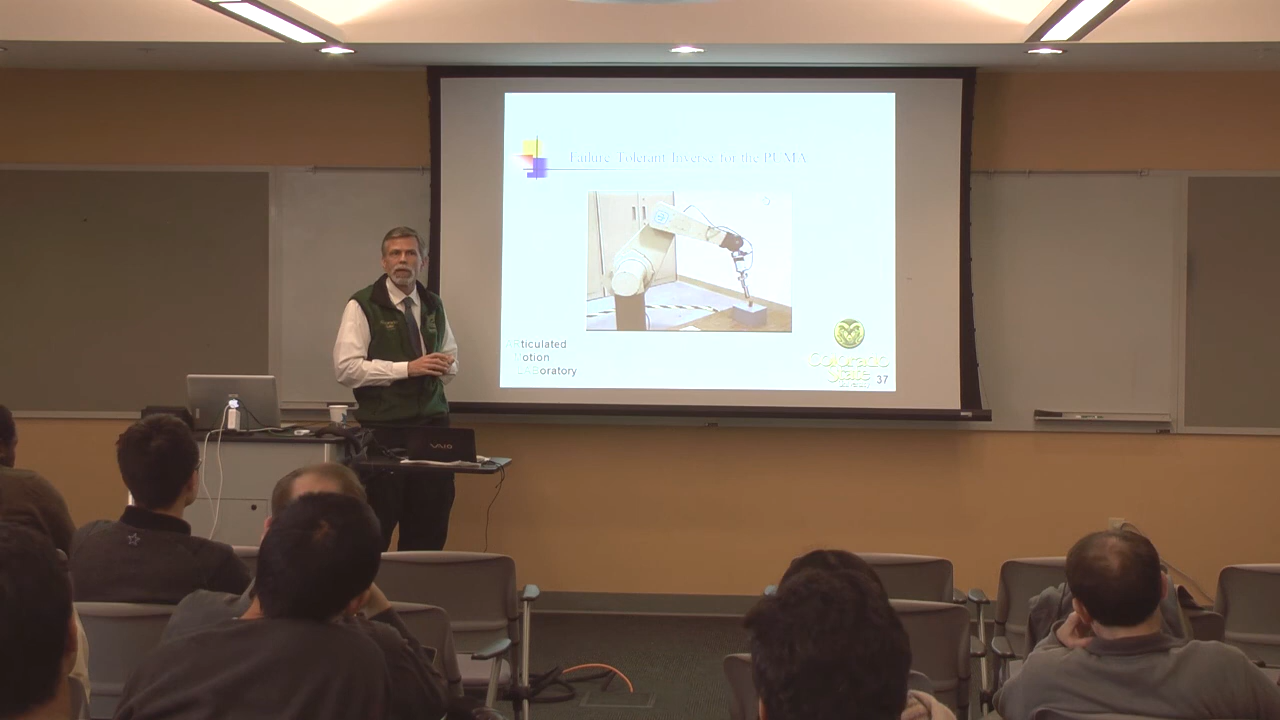 Failure Tolerant Inverse for the PUMA
ARticulated
Motion
LABoratory
Colorado
State
37
VAIO